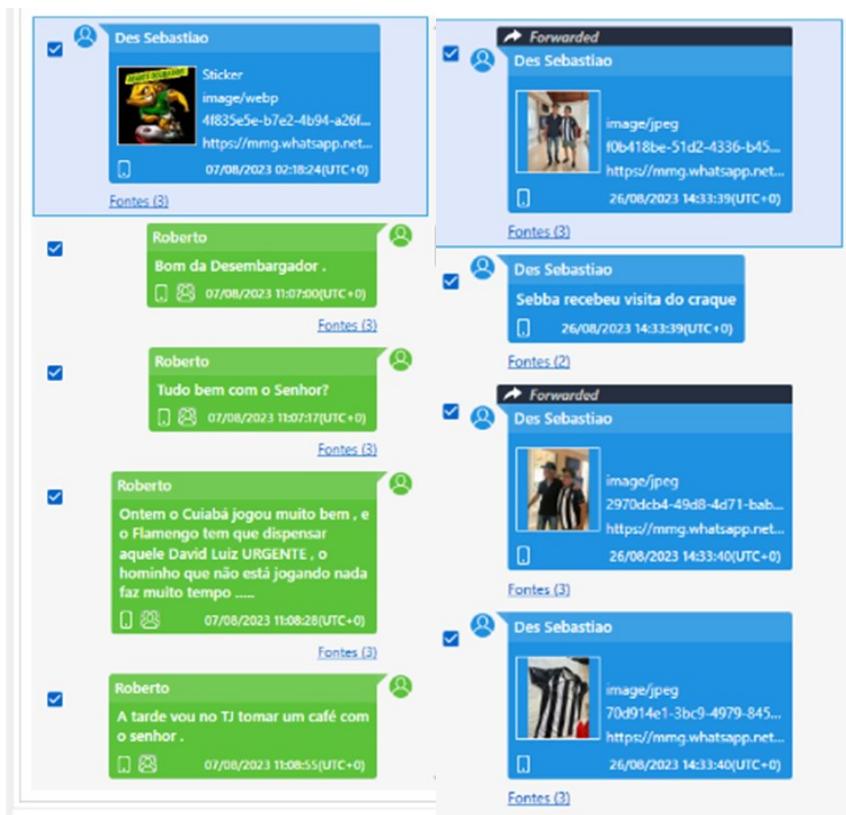 Des Sebastiao
Sticker
image/webp
4f835e5e-b7e2-4b94-a26f...
https://mmg.whatsapp.net...
07/08/2023 02:18:24(UTC+0)
Fontes (3)
Roberto
Bom da Desembargador .
07/08/2023 11:07:00(UTC+0)
Fontes (3)
Roberto
Tudo bem com o Senhor?
07/08/2023 11:07:17(UTC+0)
Fontes (3)
Roberto
Ontem o Cuiabá jogou muito bem , e
o Flamengo tem que dispensar
aquele David Luiz URGENTE , o
hominho que não está jogando nada
faz muito tempo .....
07/08/2023 11:08:28(UTC+0)
Fontes (3)
Roberto
A tarde vou no TJ tomar um café com
o senhor .
07/08/2023 11:08:55(UTC+0)
Forwarded
Des Sebastiao
image/jpeg
f0b418be-51d2-4336-b45...
https://mmg.whatsapp.net...
26/08/2023 14:33:39(UTC+0)
Fontes (3)
Des Sebastiao
Sebba recebeu visita do craque
26/08/2023 14:33:39(UTC+0)
Fontes (2)
Forwarded
Des Sebastiao
image/jpeg
2970dcb4-49d8-4d71-bab...
https://mmg.whatsapp.net...
26/08/2023 14:33:40(UTC+0)
Fontes (3)
Des Sebastiao
image/jpeg
70d914e1-3bc9-4979-845...
https://mmg.whatsapp.net...
26/08/2023 14:33:40(UTC+0)
Fontes (3)